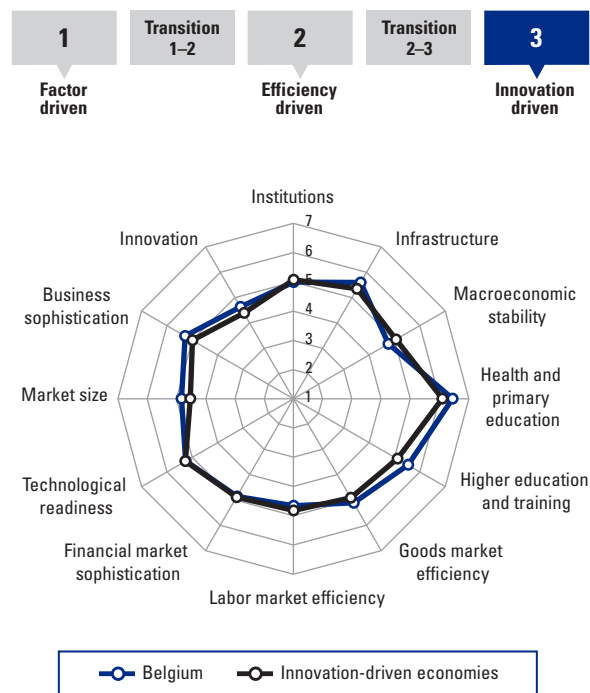 1
Transition
1–2
2
Transition
2–3
3
Factor
driven
Efficiency
driven
Innovation
driven
Institutions
7
6
5
4
3
2
1
Infrastructure
Macroeconomic
stability
Health and
primary
education
Higher education
and training
Goods market
efficiency
Labor market efficiency
Financial market
sophistication
Technological
readiness
Market size
Business
sophistication
Innovation
Belgium
Innovation-driven economies